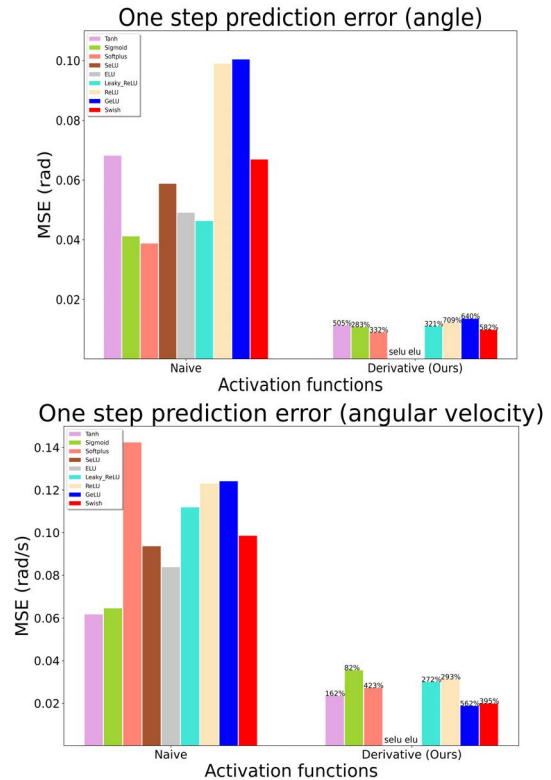 One step prediction error (angle)
Tanh
Sigmoid
Softplus
SeLU
ELU
Leaky_ReLU
ReLU
GeLU
Swish
MSE (rad)
0.10
0.08
0.06
0.04
0.02
505%
283%
332%
selu elu
321%
709%
640%
582%
Naive
Derivative (Ours)
Activation functions
One step prediction error (angular velocity)
Tanh
Sigmoid
Softplus
SeLU
ELU
Leaky_ReLU
ReLU
GeLU
Swish
MSE (rad/s)
0.14
0.12
0.10
0.08
0.06
0.04
0.02
162%
82%
423%
selu elu
272%
293%
562%
395%
Naive
Derivative (Ours)
Activation functions